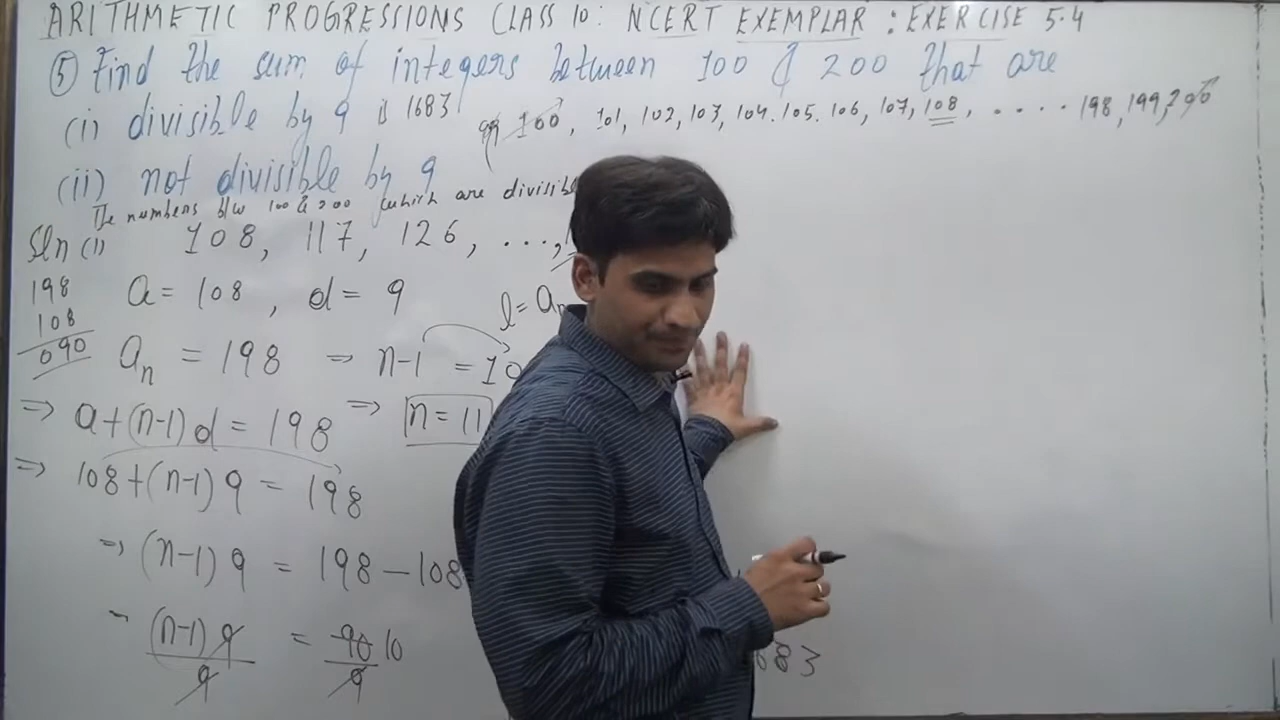 ARITHMETIC PROGRESSIONS CLASS 10: NCERT EXEMPLAR : EXERCISE 5.4
⑤ Find the sum of integers between 100 & 200 that are
(i) divisible by 9 is 1683
99 100, 101, 102, 103, 104. 105. 106, 107, 108, ..... 198, 199, 200
(ii) not divisible by 9
The numbers b/w 100 & 200 which are divisib
Sln (i) 108, 117, 126, ...,
198 a = 108, d = 9 l = an
108
090 an = 198 ⇒ n-1 = 10
⇒ a+(n-1)d = 198 ⇒ n = 11
⇒ 108+(n-1)9 = 198
⇒ (n-1)9 = 198 - 108
(n-1)9/9 = 90/9 10
683